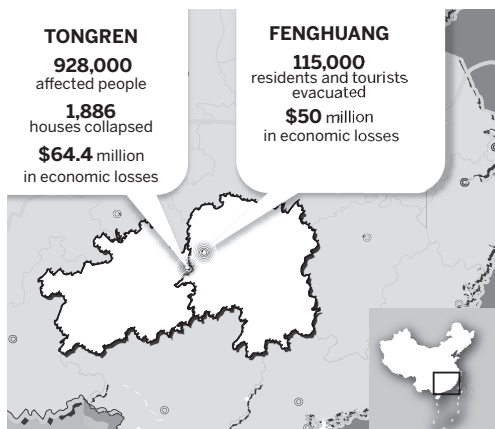 TONGREN
928,000
affected people
1,886
houses collapsed
$64.4 million
in economic losses
FENGHUANG
115,000
residents and tourists
evacuated
$50 million
in economic losses